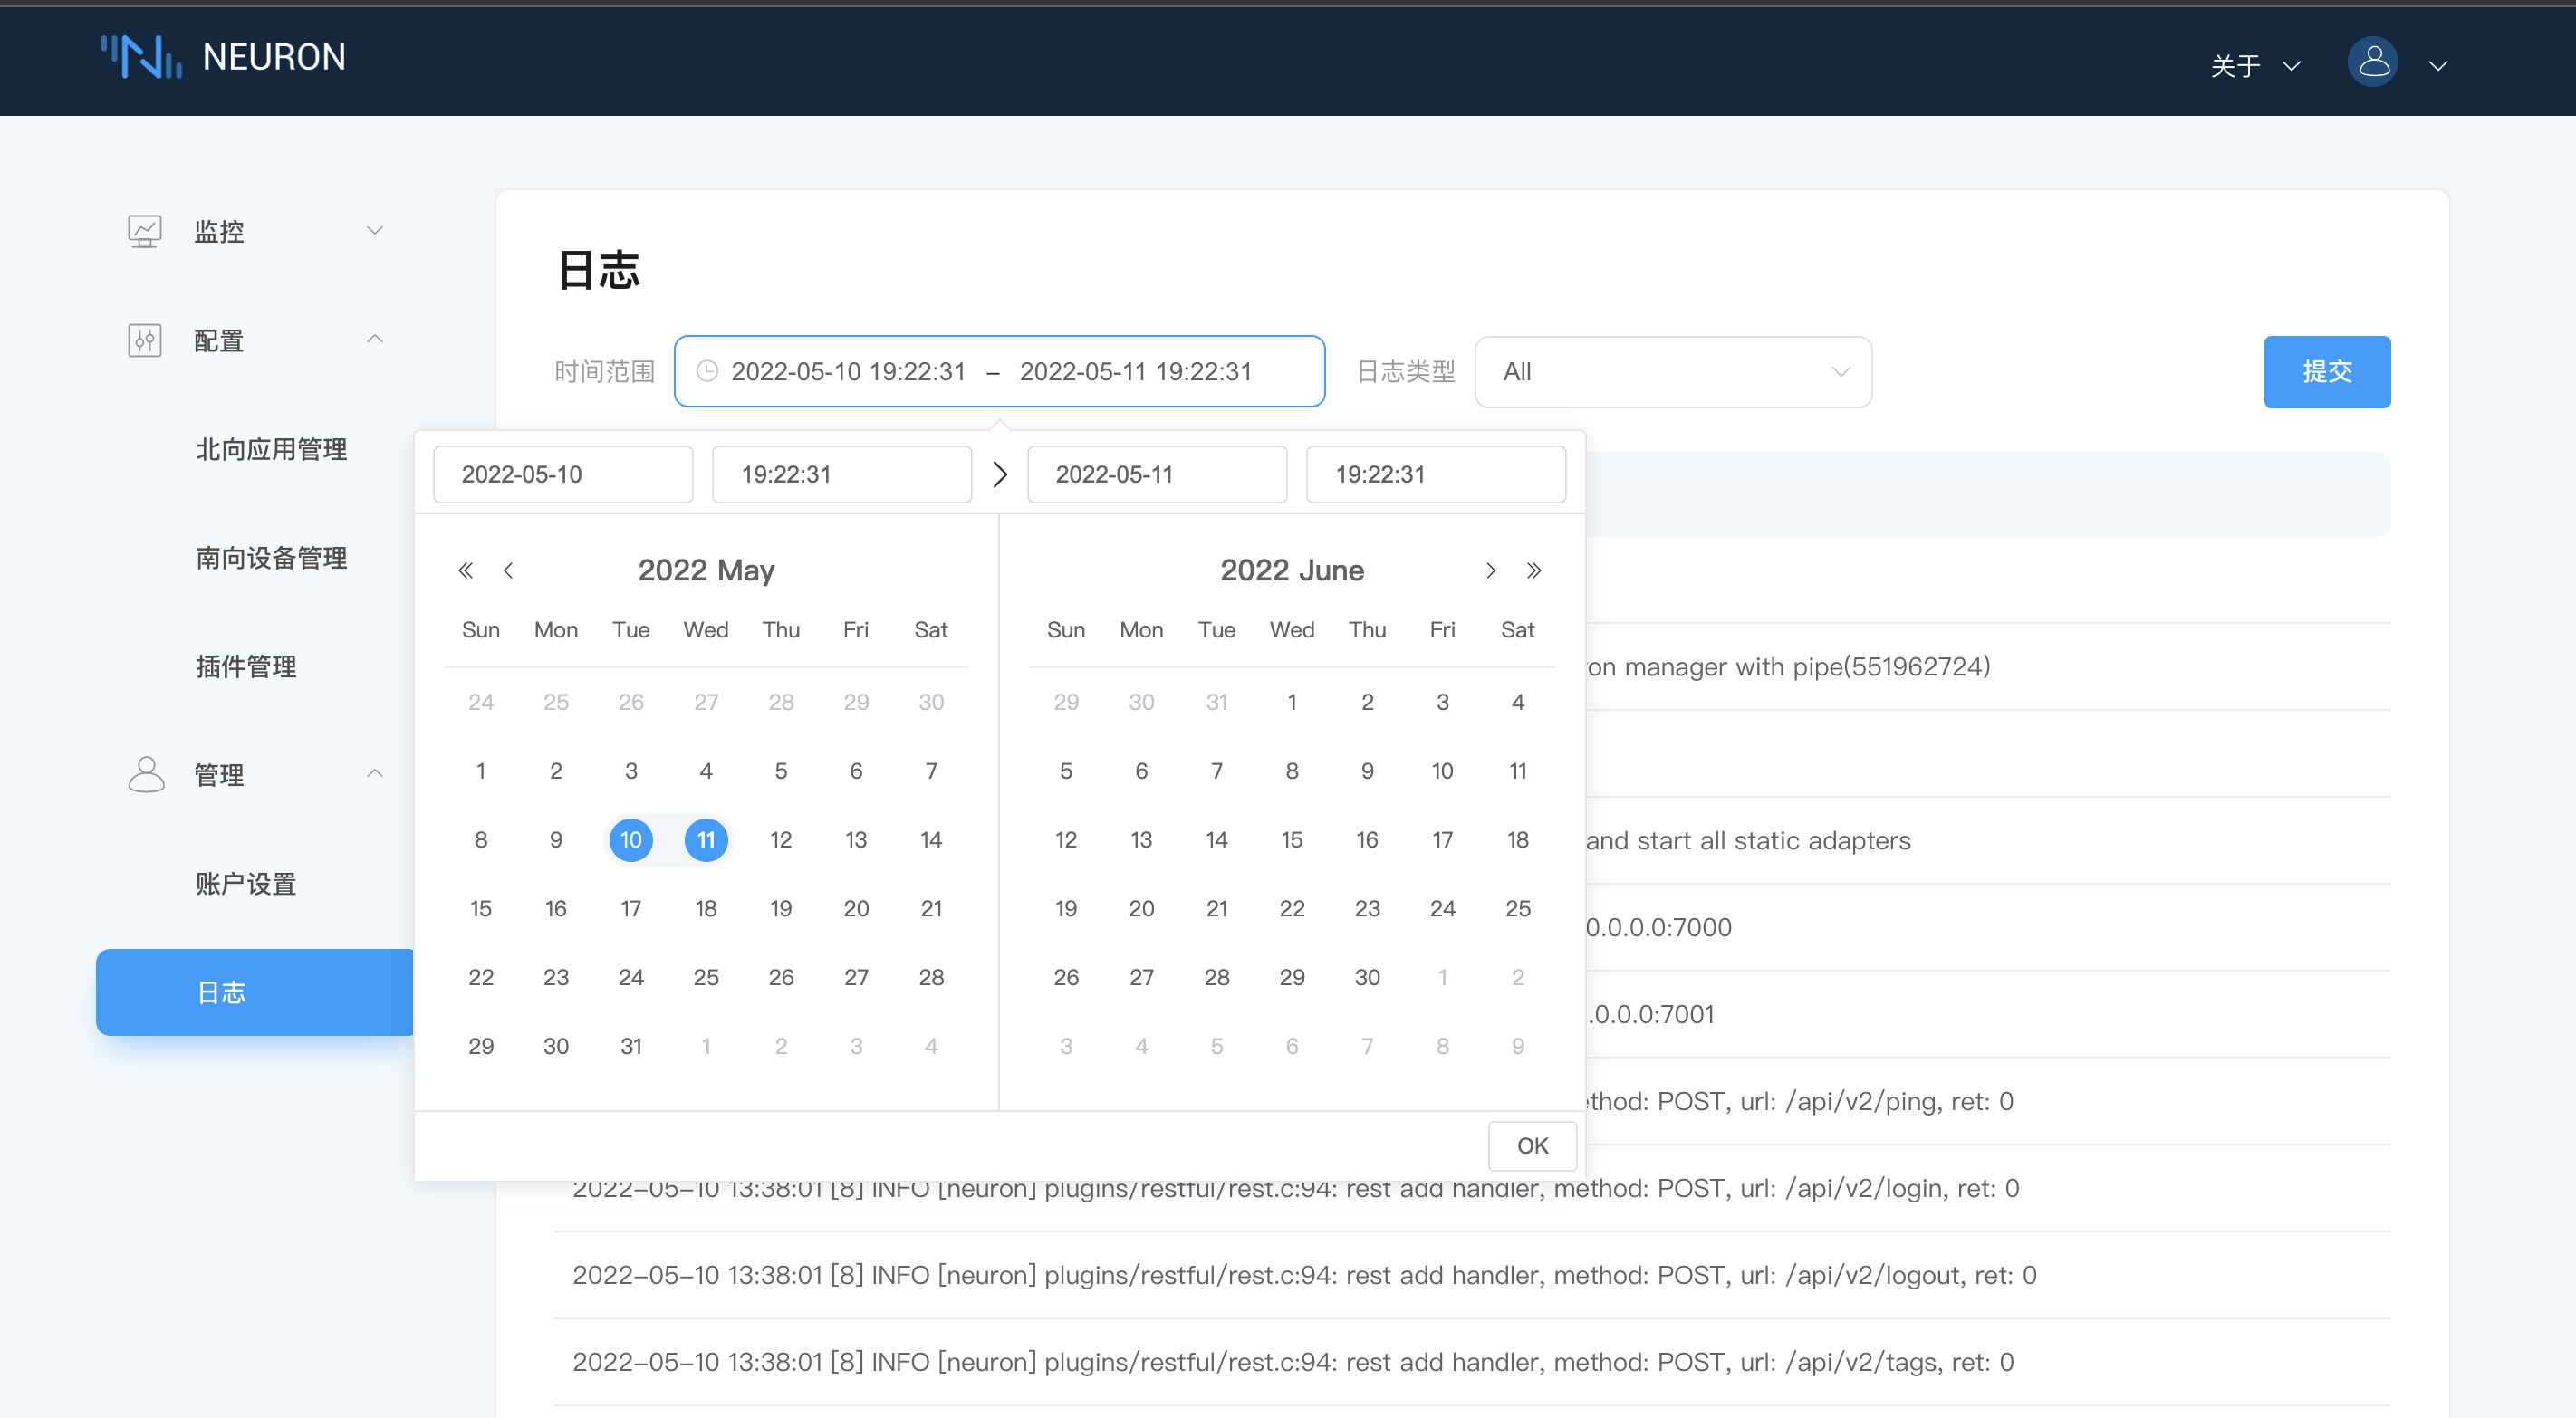 NEURON
关于
监控
配置
北向应用管理
南向设备管理
插件管理
管理
账户设置
日志
日志
时间范围 2022-05-10 19:22:31 – 2022-05-11 19:22:31 日志类型 All 提交
2022-05-10 19:22:31 > 2022-05-11 19:22:31
2022 May
Sun Mon Tue Wed Thu Fri Sat
24 25 26 27 28 29 30
1 2 3 4 5 6 7
8 9 10 11 12 13 14
15 16 17 18 19 20 21
22 23 24 25 26 27 28
29 30 31 1 2 3 4
2022 June
Sun Mon Tue Wed Thu Fri Sat
29 30 31 1 2 3 4
5 6 7 8 9 10 11
12 13 14 15 16 17 18
19 20 21 22 23 24 25
26 27 28 29 30 1 2
3 4 5 6 7 8 9
OK
on manager with pipe(551962724)
and start all static adapters
0.0.0.0:7000
.0.0.0:7001
thod: POST, url: /api/v2/ping, ret: 0
2022-05-10 13:38:01 [8] INFO [neuron] plugins/restful/rest.c:94: rest add handler, method: POST, url: /api/v2/login, ret: 0
2022-05-10 13:38:01 [8] INFO [neuron] plugins/restful/rest.c:94: rest add handler, method: POST, url: /api/v2/logout, ret: 0
2022-05-10 13:38:01 [8] INFO [neuron] plugins/restful/rest.c:94: rest add handler, method: POST, url: /api/v2/tags, ret: 0